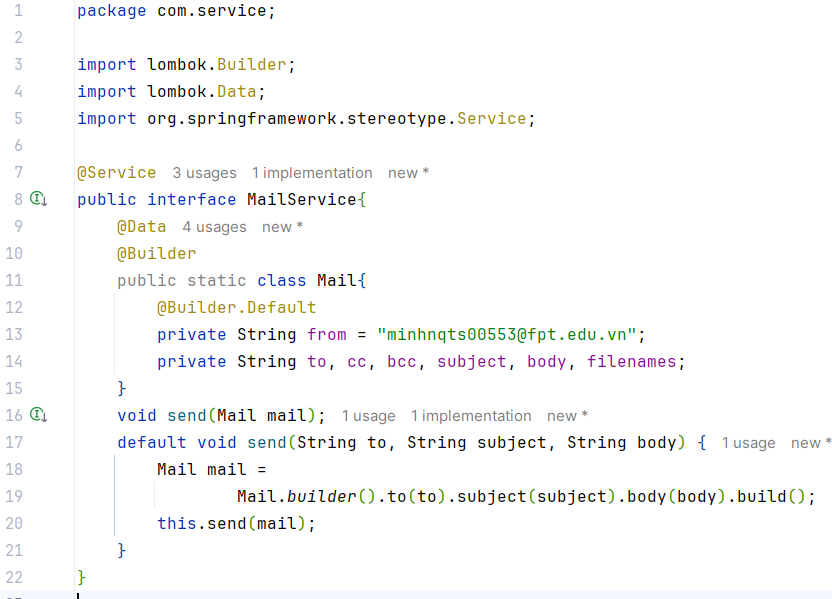 1 package com.service;
2
3 import lombok.Builder;
4 import lombok.Data;
5 import org.springframework.stereotype.Service;
6
7 @Service 3 usages 1 implementation new *
8 public interface MailService{
9 @Data 4 usages new *
10 @Builder
11 public static class Mail{
12 @Builder.Default
13 private String from = "minhnqts00553@fpt.edu.vn";
14 private String to, cc, bcc, subject, body, filenames;
15 }
16 void send(Mail mail); 1 usage 1 implementation new *
17 default void send(String to, String subject, String body) { 1 usage new *
18 Mail mail =
19 Mail.builder().to(to).subject(subject).body(body).build();
20 this.send(mail);
21 }
22 }